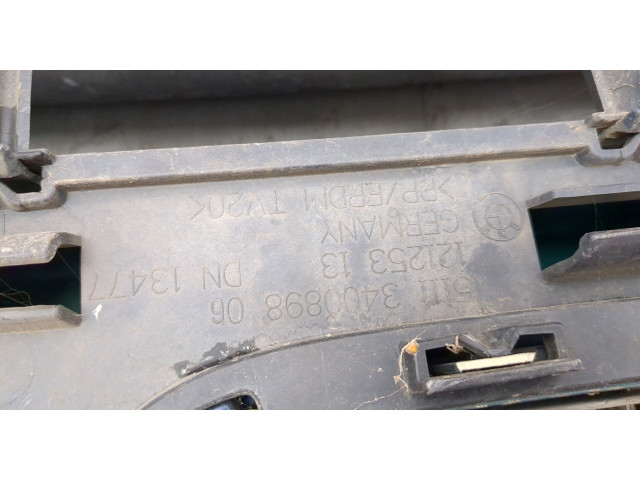 >PP/EPDM TV20<
GERMANY
121253 13 DN 13477
5111 3400898 06